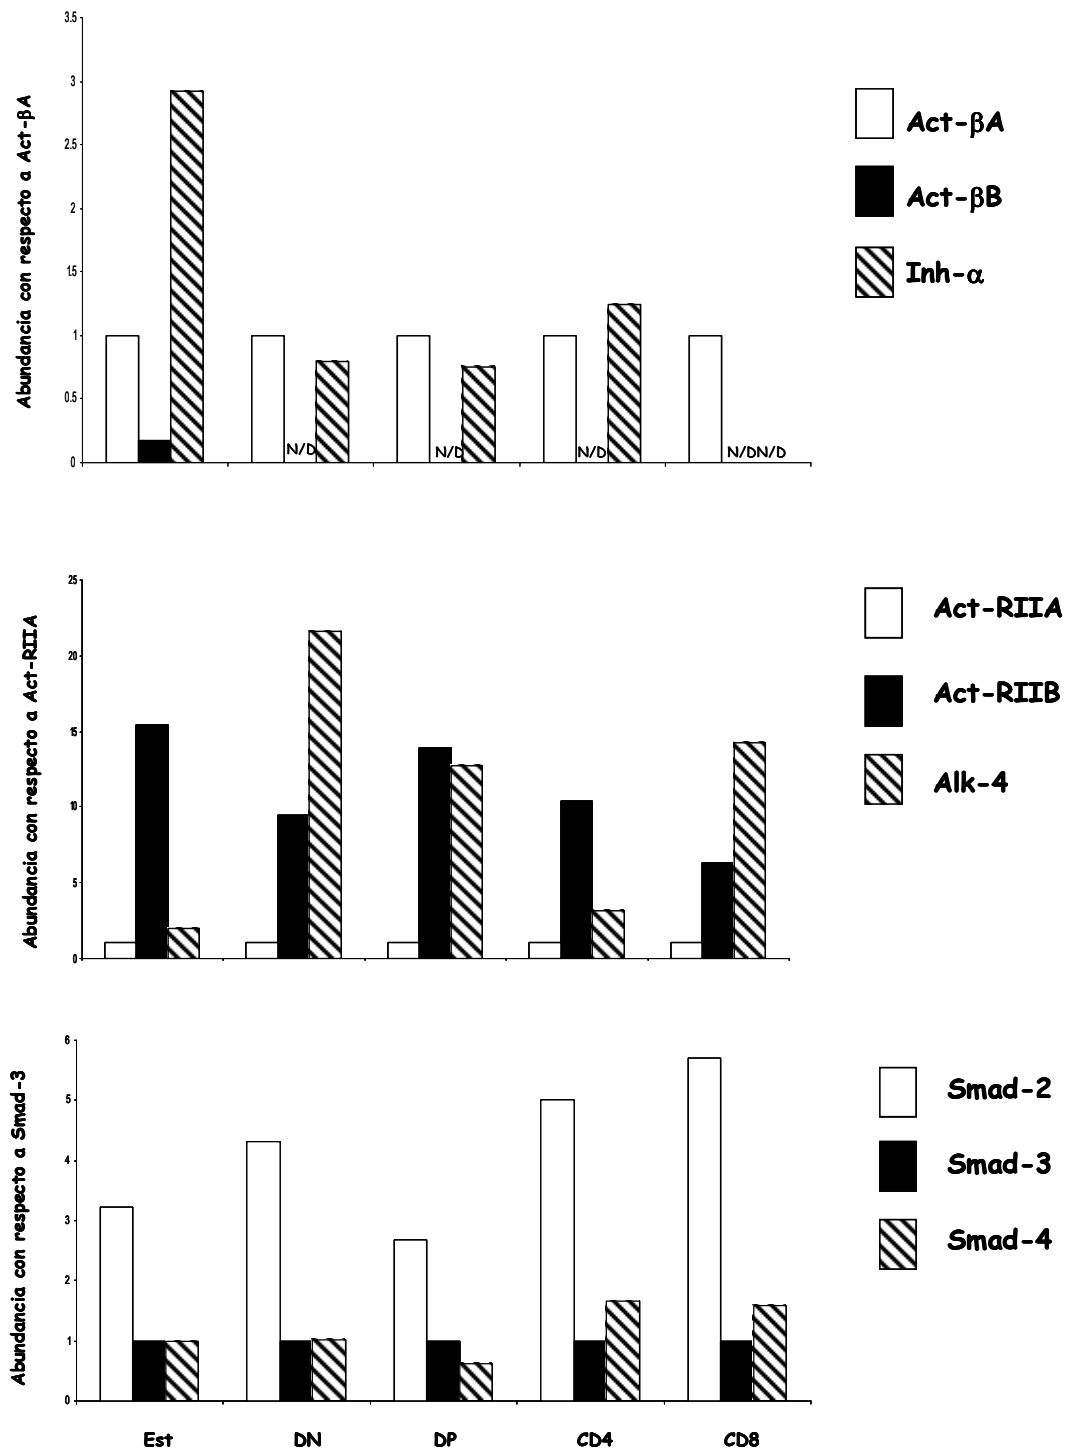 Abundancia con respecto a Act-βA
3.5
3
2.5
2
1.5
1
0.5
0
N/D
N/D
N/D
N/DN/D
Act-βA
Act-βB
Inh-α
Abundancia con respecto a Act-RIIA
25
20
15
10
5
0
Act-RIIA
Act-RIIB
Alk-4
Abundancia con respecto a Smad-3
6
5
4
3
2
1
0
Smad-2
Smad-3
Smad-4
Est DN DP CD4 CD8